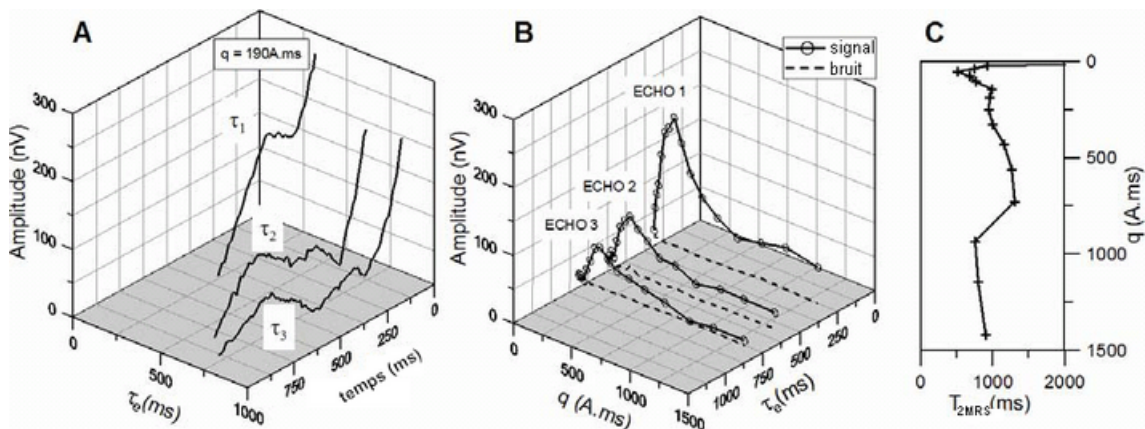 A
q = 190A.ms
Amplitude (nV)
300
200
100
0
τ1
τ2
τ3
0
500
1000
τe(ms)
0
250
500
750
temps (ms)
B
signal
bruit
ECHO 1
ECHO 2
ECHO 3
Amplitude (nV)
300
200
100
0
0
500
1000
1500
q (A.ms)
0
250
500
750
1000
τe(ms)
C
0
500
1000
1500
q (A.ms)
0
1000
2000
T2MRS(ms)